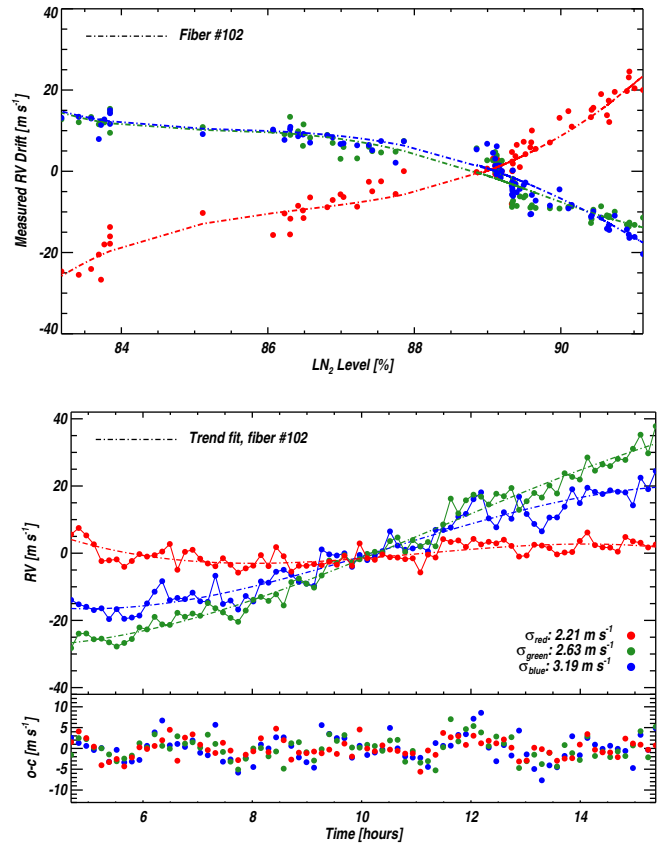 40
20
0
-20
-40
Measured RV Drift [m s⁻¹]
Fiber #102
84 86 88 90
LN₂ Level [%]
40
20
0
-20
-40
RV [m s⁻¹]
Trend fit, fiber #102
σred: 2.21 m s⁻¹
σgreen: 2.63 m s⁻¹
σblue: 3.19 m s⁻¹
10
5
0
-5
-10
o-c [m s⁻¹]
6 8 10 12 14
Time [hours]